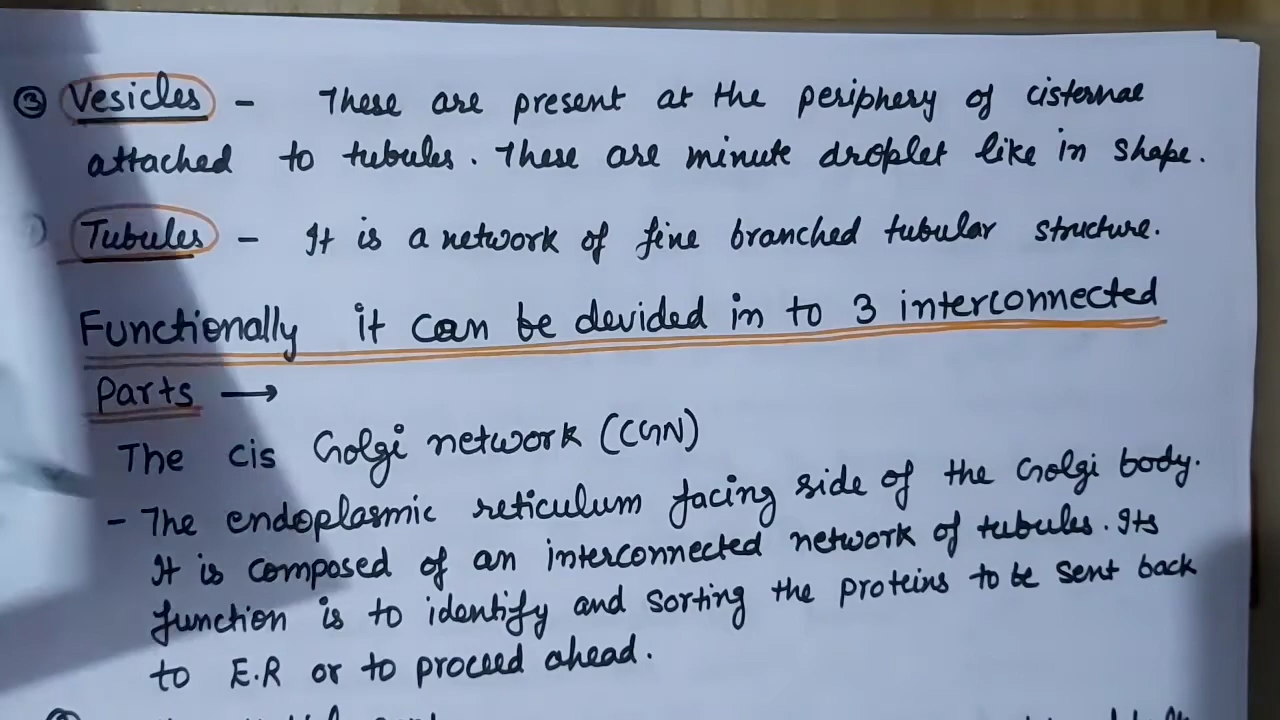 ③ Vesicles - These are present at the periphery of cisternae
attached to tubules. These are minute droplet like in shape.
Tubules - It is a network of fine branched tubular structure.
Functionally it can be devided in to 3 interconnected
Parts →
The cis Golgi network (CGN)
- The endoplasmic reticulum facing side of the Golgi body.
It is composed of an interconnected network of tubules. Its
function is to identify and sorting the proteins to be sent back
to E.R or to proceed ahead.